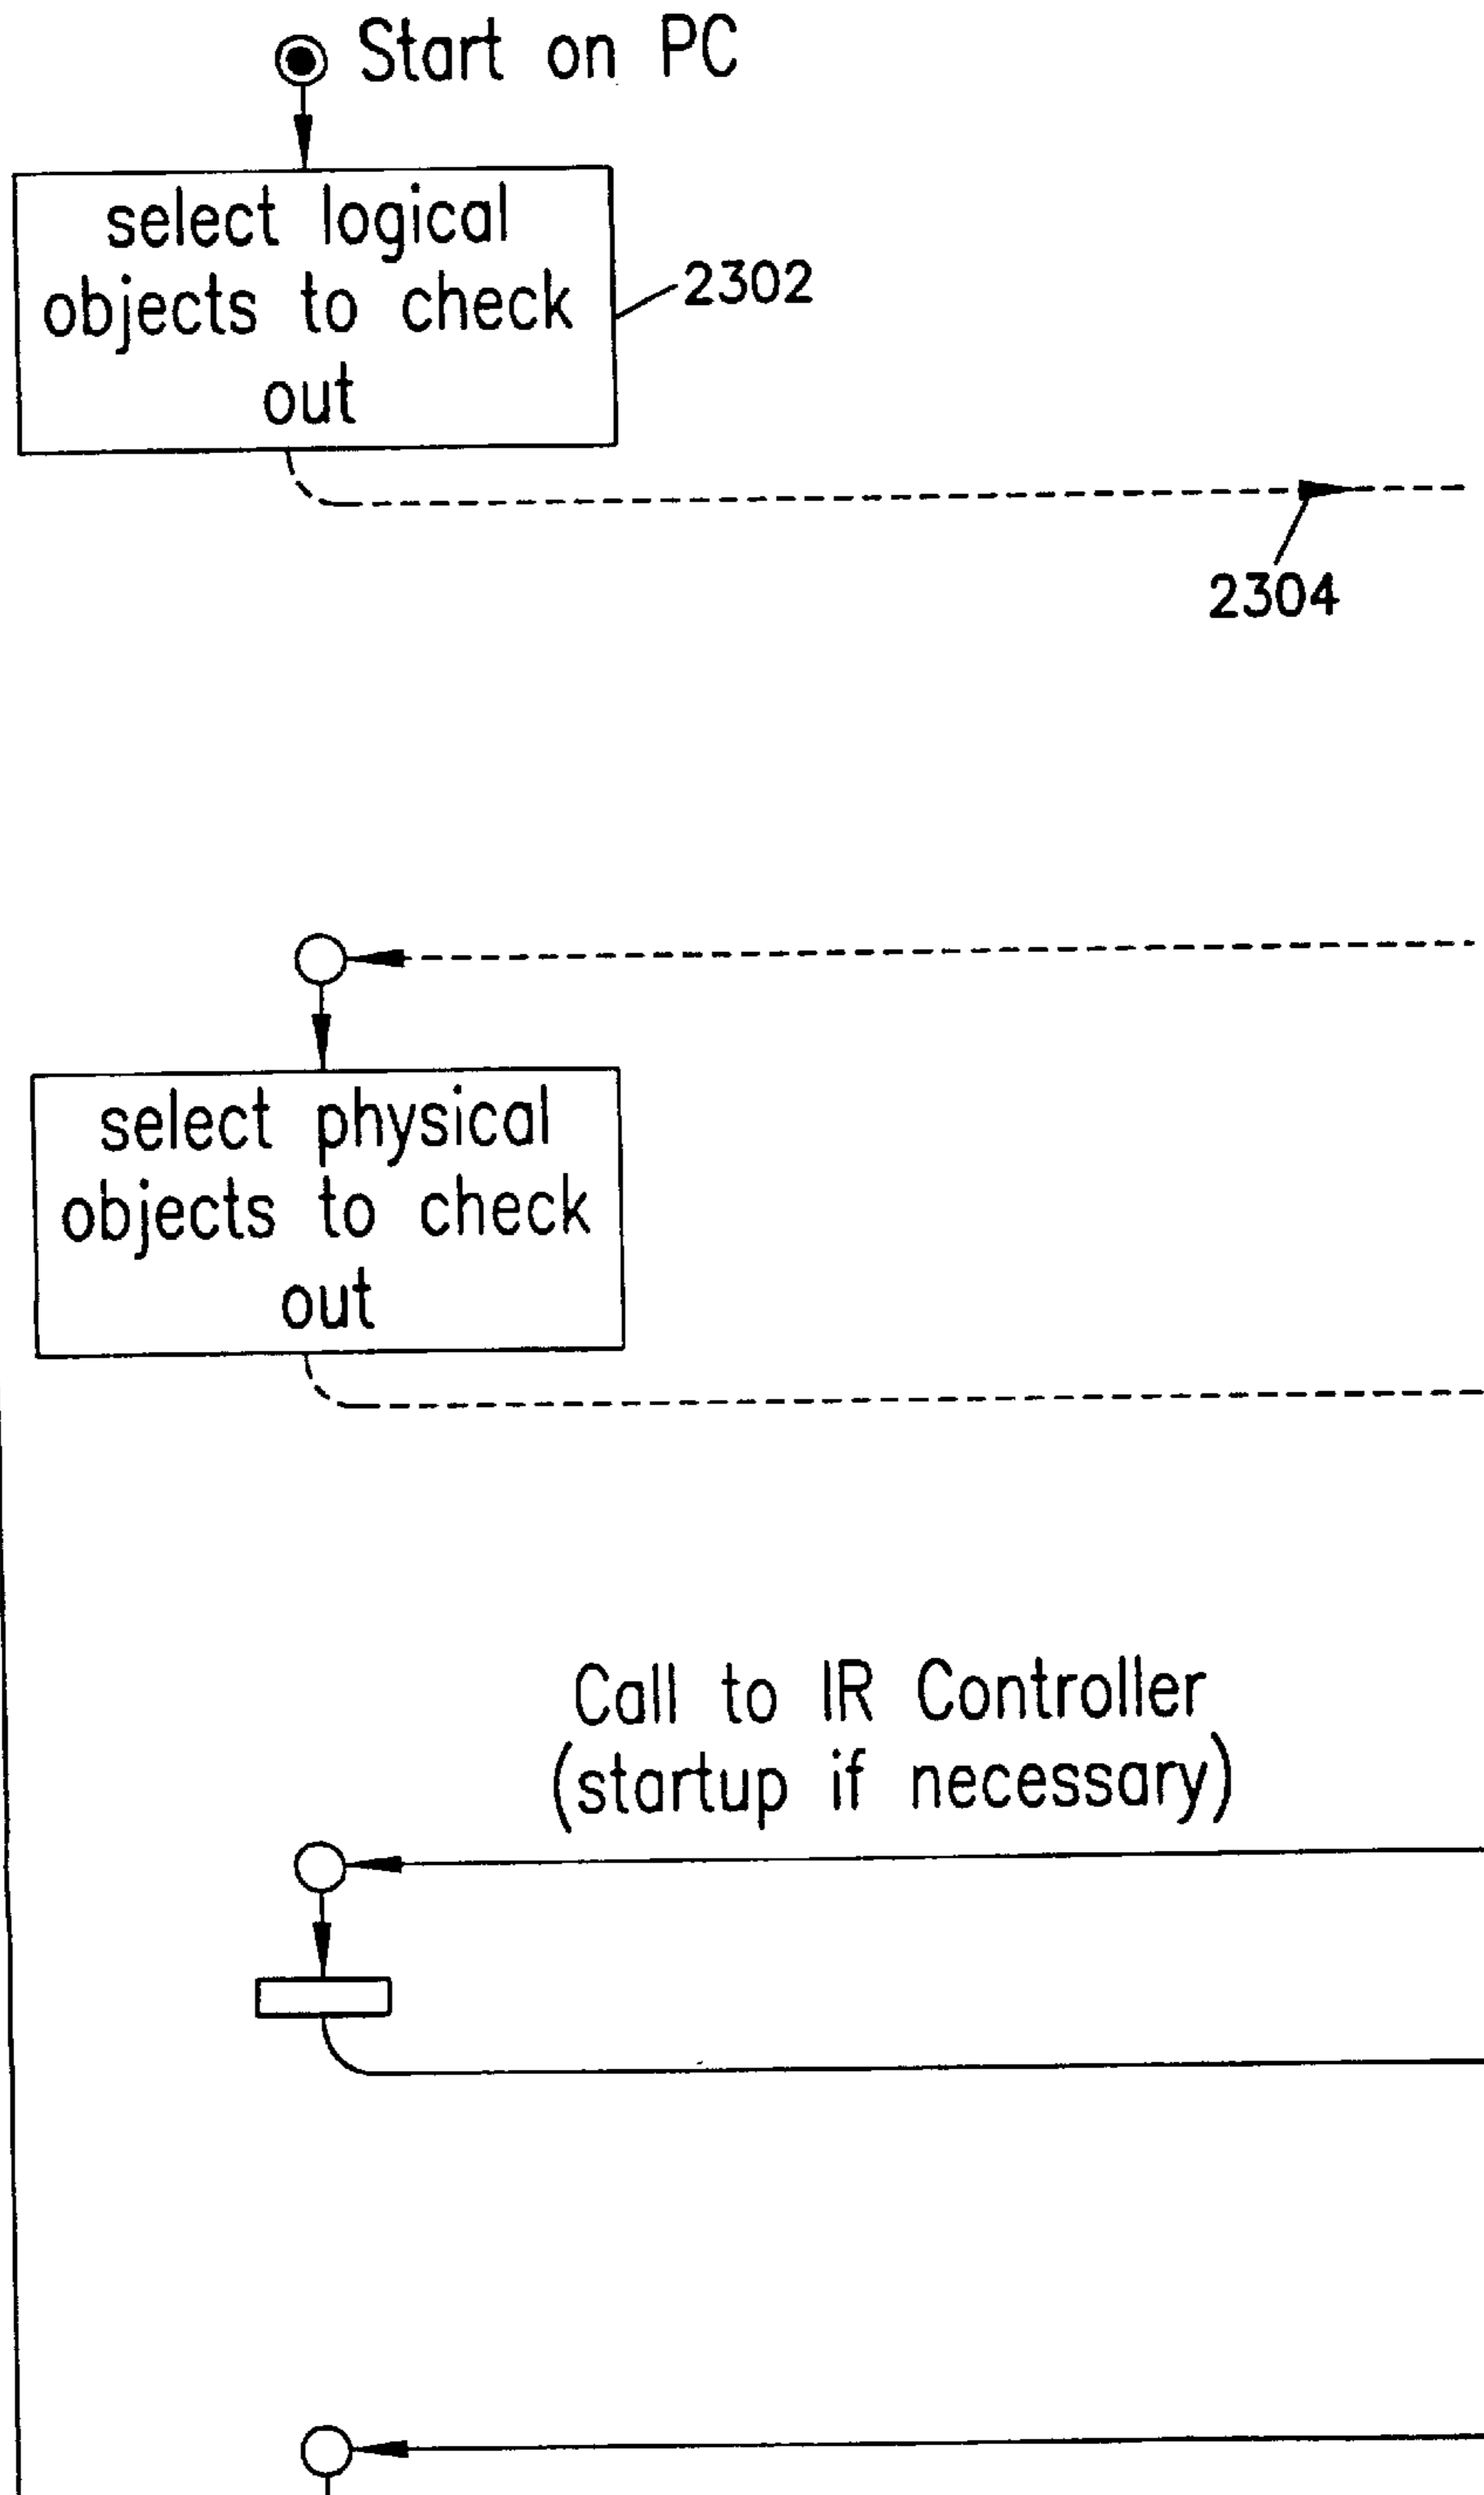 Start on PC
select logical
objects to check
out
2302
2304
select physical
objects to check
out
Call to IR Controller
(startup if necessary)